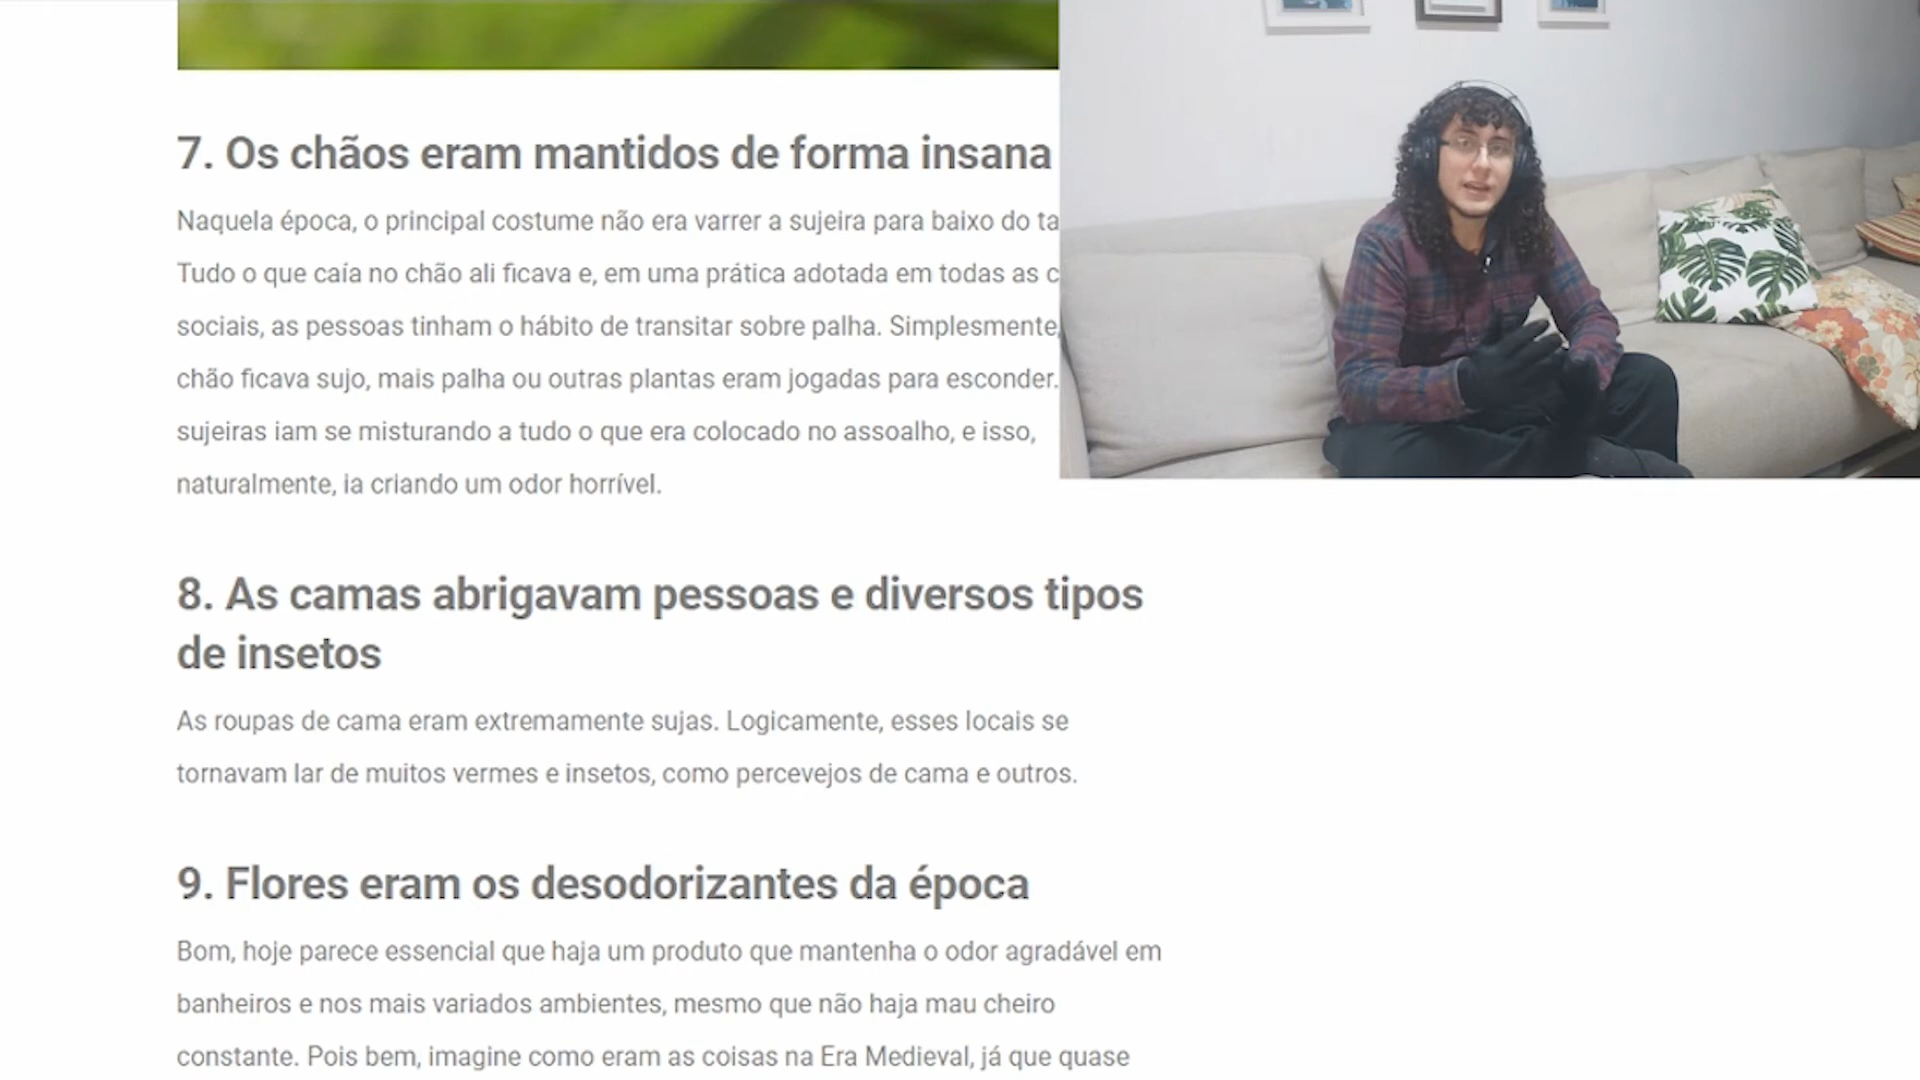 7. Os chãos eram mantidos de forma insana
Naquela época, o principal costume não era varrer a sujeira para baixo do
Tudo o que caía no chão ali ficava e, em uma prática adotada em todas as
sociais, as pessoas tinham o hábito de transitar sobre palha. Simplesmente,
chão ficava sujo, mais palha ou outras plantas eram jogadas para esconder.
sujeiras iam se misturando a tudo o que era colocado no assoalho, e isso,
naturalmente, ia criando um odor horrível.
8. As camas abrigavam pessoas e diversos tipos
de insetos
As roupas de cama eram extremamente sujas. Logicamente, esses locais se
tornavam lar de muitos vermes e insetos, como percevejos de cama e outros.
9. Flores eram os desodorizantes da época
Bom, hoje parece essencial que haja um produto que mantenha o odor agradável em
banheiros e nos mais variados ambientes, mesmo que não haja mau cheiro
constante. Pois bem, imagine como eram as coisas na Era Medieval, já que quase